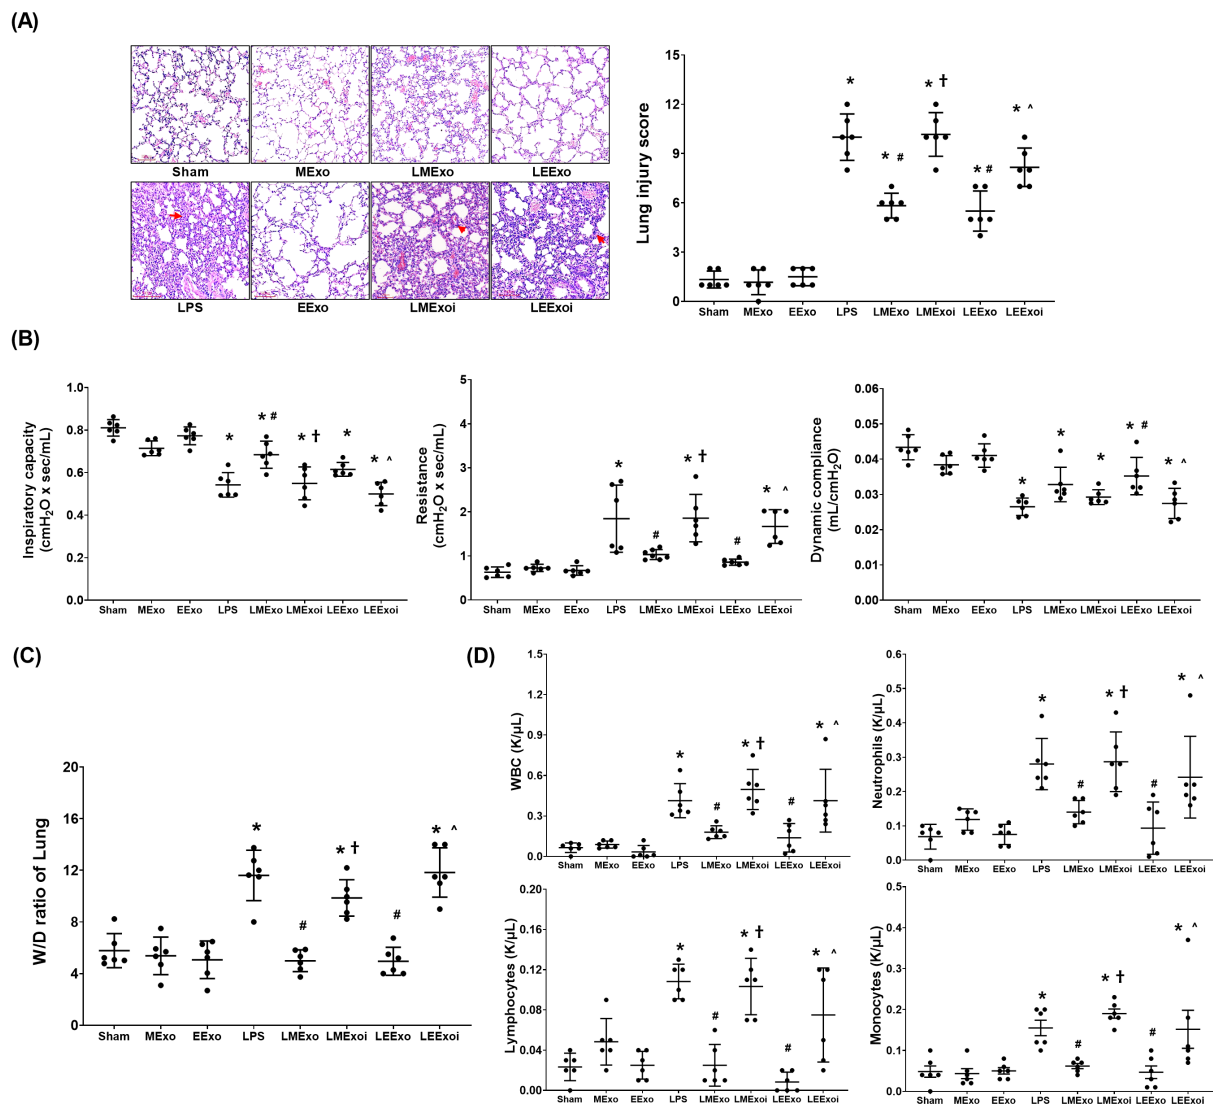 (A)
Sham MExo LMExo LEExo
LPS EExo LMExoi LEExoi
Lung injury score
15
12
9
6
3
0
* * # * † * # * ^
Sham MExo EExo LPS LMExo LMExoi LEExo LEExoi
(B)
Inspiratory capacity
(cmH2O x sec/mL)
1.0
0.8
0.6
0.4
0.2
0.0
* * # * † * * ^
Sham MExo EExo LPS LMExo LMExoi LEExo LEExoi
Resistance
(cmH2O x sec/mL)
5
4
3
2
1
0
* # * † # * ^
Sham MExo EExo LPS LMExo LMExoi LEExo LEExoi
Dynamic compliance
(mL/cmH2O)
0.06
0.05
0.04
0.03
0.02
0.01
0.00
* * * * # * ^
Sham MExo EExo LPS LMExo LMExoi LEExo LEExoi
(C)
W/D ratio of Lung
20
16
12
8
4
0
* # * † # * ^
Sham MExo EExo LPS LMExo LMExoi LEExo LEExoi
(D)
WBC (K/µL)
1.5
1.2
0.9
0.6
0.3
0.0
* # * † # * ^
Sham MExo EExo LPS LMExo LMExoi LEExo LEExoi
Neutrophils (K/µL)
0.6
0.5
0.4
0.3
0.2
0.1
0.0
* # * † # * ^
Sham MExo EExo LPS LMExo LMExoi LEExo LEExoi
Lymphocytes (K/µL)
0.20
0.16
0.12
0.08
0.04
0.00
* # * † # * ^
Sham MExo EExo LPS LMExo LMExoi LEExo LEExoi
Monocytes (K/µL)
0.5
0.4
0.3
0.2
0.1
0.0
* # * † # * ^
Sham MExo EExo LPS LMExo LMExoi LEExo LEExoi